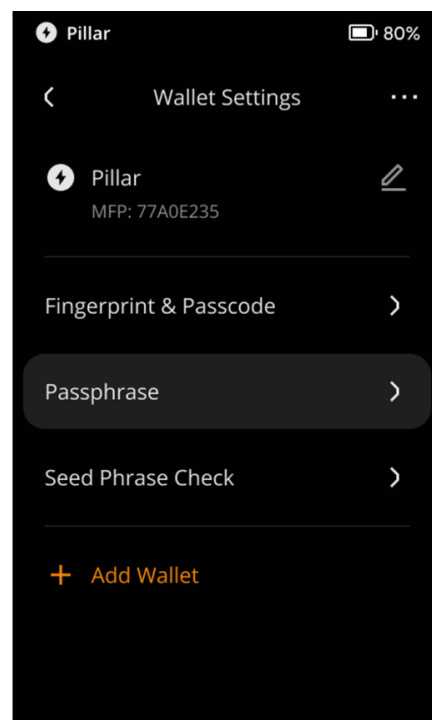 Pillar 80%
Wallet Settings
Pillar
MFP: 77A0E235
Fingerprint & Passcode
Passphrase
Seed Phrase Check
+ Add Wallet